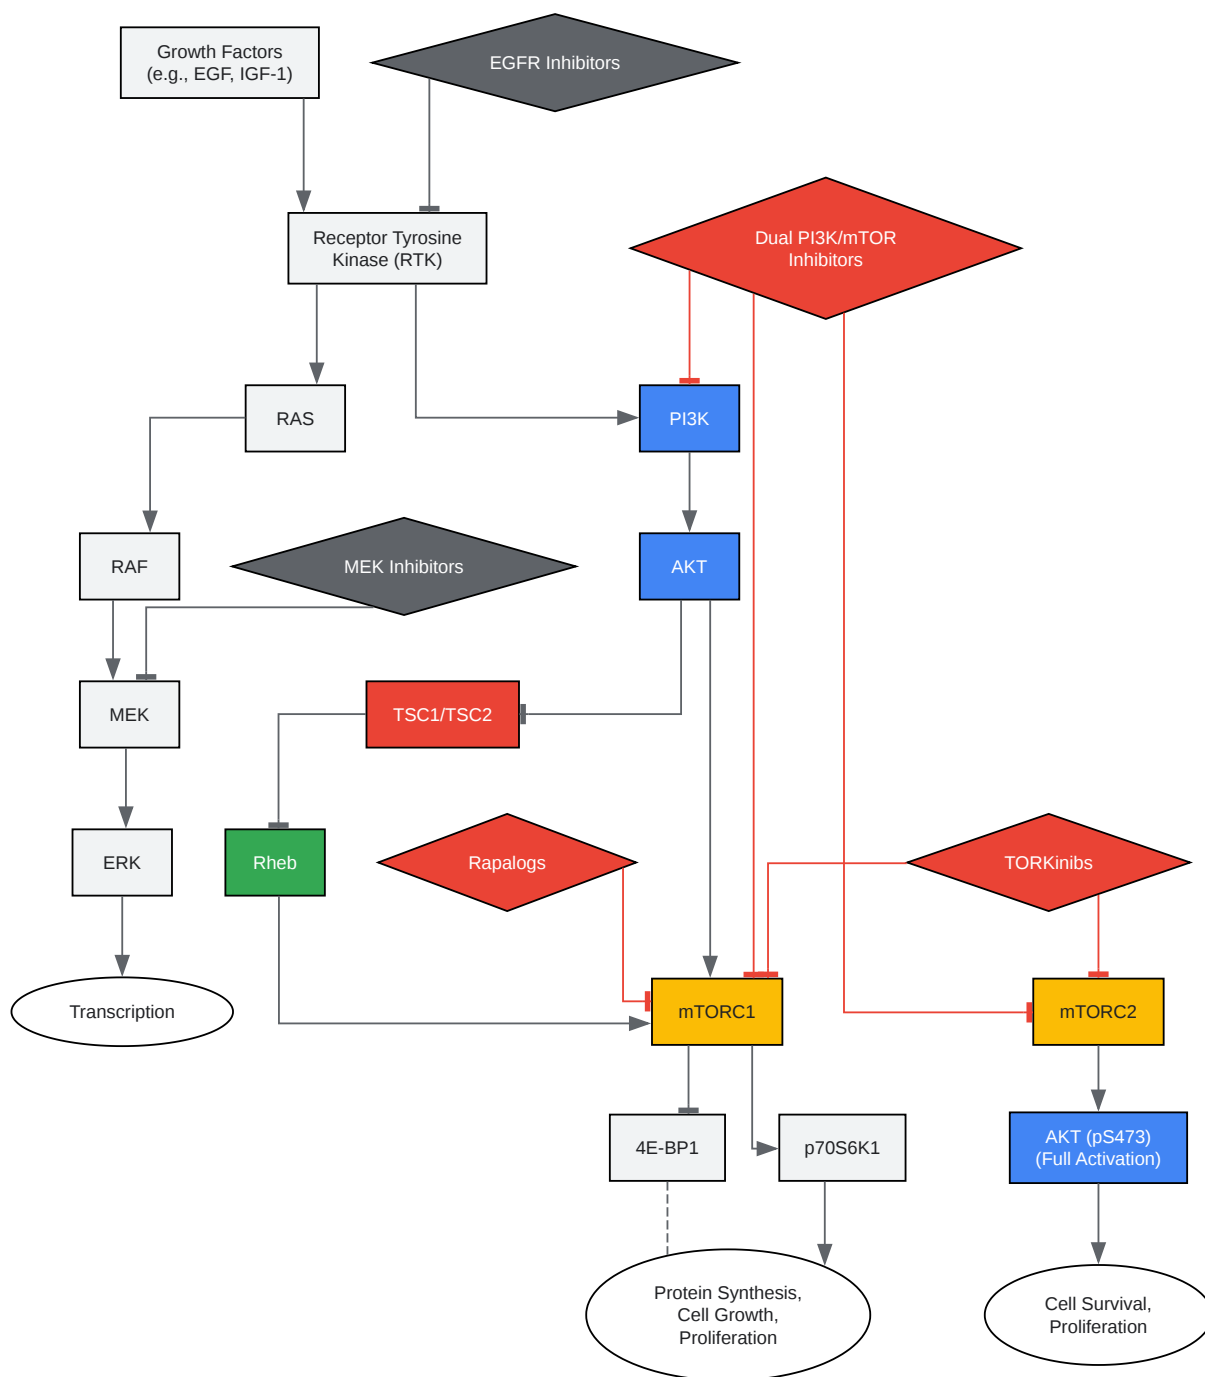 Growth Factors
(e.g., EGF, IGF-1)
EGFR Inhibitors
Receptor Tyrosine
Kinase (RTK)
Dual PI3K/mTOR
Inhibitors
RAS
PI3K
RAF
MEK Inhibitors
AKT
MEK
TSC1/TSC2
ERK
Rheb
Rapalogs
TORKinibs
Transcription
mTORC1
mTORC2
4E-BP1
p70S6K1
AKT (pS473)
(Full Activation)
Protein Synthesis,
Cell Growth,
Proliferation
Cell Survival,
Proliferation